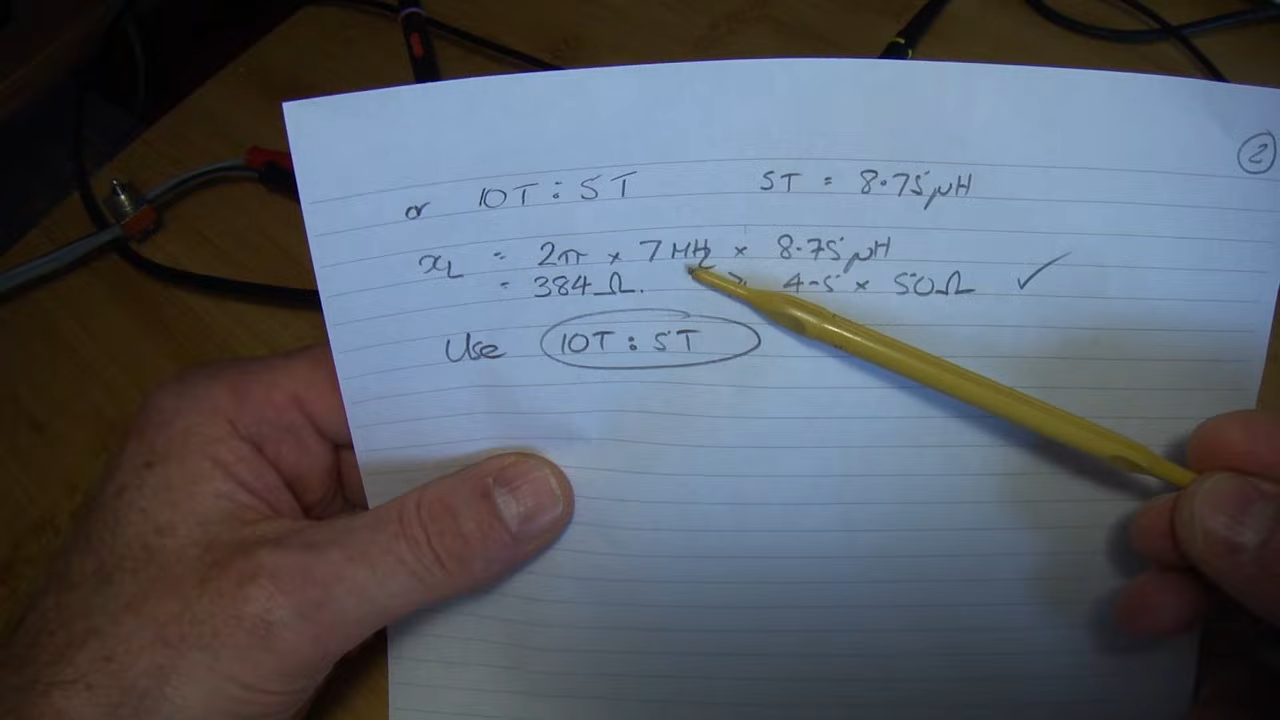 2
or 10T : 5T 5T = 8.75μH
xL = 2π × 7MHz × 8.75μH
= 384Ω. > 4.5 × 50Ω ✓
Use 10T : 5T